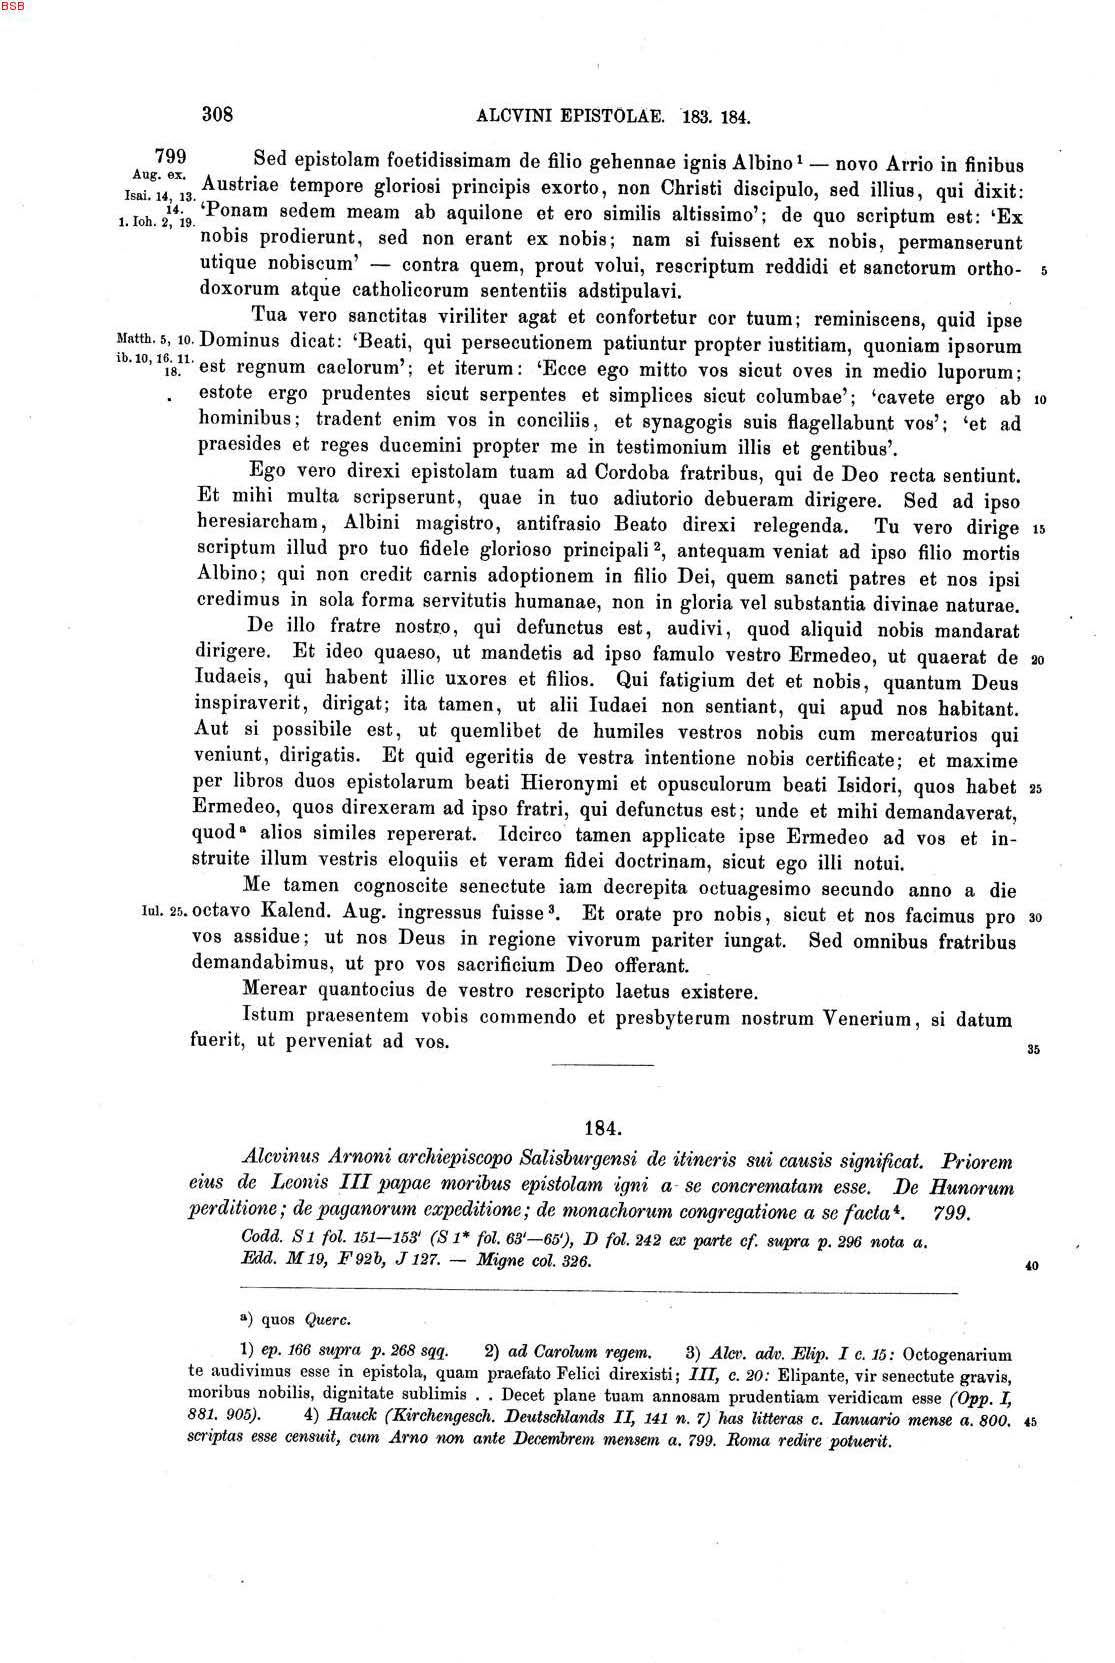 BSB
308 ALCVINI EPISTOLAE. 183. 184.
799 Sed epistolam foetidissimam de filio gehennae ignis Albino¹ — novo Arrio in finibus
Aug. ex.
Isai. 14, 13. Austriae tempore gloriosi principis exorto, non Christi discipulo, sed illius, qui dixit:
14. ‘Ponam sedem meam ab aquilone et ero similis altissimo’; de quo scriptum est: ‘Ex
1. Ioh. 2, 19.
nobis prodierunt, sed non erant ex nobis; nam si fuissent ex nobis, permanserunt
utique nobiscum’ — contra quem, prout volui, rescriptum reddidi et sanctorum ortho- 5
doxorum atque catholicorum sententiis adstipulavi.
Tua vero sanctitas viriliter agat et confortetur cor tuum; reminiscens, quid ipse
Matth. 5, 10. Dominus dicat: ‘Beati, qui persecutionem patiuntur propter iustitiam, quoniam ipsorum
ib. 10, 16. 11.
18. est regnum caelorum’; et iterum: ‘Ecce ego mitto vos sicut oves in medio luporum;
estote ergo prudentes sicut serpentes et simplices sicut columbae’; ‘cavete ergo ab 10
hominibus; tradent enim vos in conciliis, et synagogis suis flagellabunt vos’; ‘et ad
praesides et reges ducemini propter me in testimonium illis et gentibus’.
Ego vero direxi epistolam tuam ad Cordoba fratribus, qui de Deo recta sentiunt.
Et mihi multa scripserunt, quae in tuo adiutorio debueram dirigere. Sed ad ipso
heresiarcham, Albini magistro, antifrasio Beato direxi relegenda. Tu vero dirige 15
scriptum illud pro tuo fidele glorioso principali², antequam veniat ad ipso filio mortis
Albino; qui non credit carnis adoptionem in filio Dei, quem sancti patres et nos ipsi
credimus in sola forma servitutis humanae, non in gloria vel substantia divinae naturae.
De illo fratre nostro, qui defunctus est, audivi, quod aliquid nobis mandarat
dirigere. Et ideo quaeso, ut mandetis ad ipso famulo vestro Ermedeo, ut quaerat de 20
Iudaeis, qui habent illic uxores et filios. Qui fatigium det et nobis, quantum Deus
inspiraverit, dirigat; ita tamen, ut alii Iudaei non sentiant, qui apud nos habitant.
Aut si possibile est, ut quemlibet de humiles vestros nobis cum mercaturios qui
veniunt, dirigatis. Et quid egeritis de vestra intentione nobis certificate; et maxime
per libros duos epistolarum beati Hieronymi et opusculorum beati Isidori, quos habet 25
Ermedeo, quos direxeram ad ipso fratri, qui defunctus est; unde et mihi demandaverat,
quodᵃ alios similes repererat. Idcirco tamen applicate ipse Ermedeo ad vos et in-
struite illum vestris eloquiis et veram fidei doctrinam, sicut ego illi notui.
Me tamen cognoscite senectute iam decrepita octuagesimo secundo anno a die
Iul. 25. octavo Kalend. Aug. ingressus fuisse³. Et orate pro nobis, sicut et nos facimus pro 30
vos assidue; ut nos Deus in regione vivorum pariter iungat. Sed omnibus fratribus
demandabimus, ut pro vos sacrificium Deo offerant.
Merear quantocius de vestro rescripto laetus existere.
Istum praesentem vobis commendo et presbyterum nostrum Venerium, si datum
fuerit, ut perveniat ad vos. 35
184.
Alcvinus Arnoni archiepiscopo Salisburgensi de itineris sui causis significat. Priorem
eius de Leonis III papae moribus epistolam igni a se concrematam esse. De Hunorum
perditione; de paganorum expeditione; de monachorum congregatione a se facta⁴. 799.
Codd. S 1 fol. 151—153' (S 1* fol. 63'—65'), D fol. 242 ex parte cf. supra p. 296 nota a.
Edd. M 19, F 92b, J 127. — Migne col. 326. 40
a) quos Querc.
1) ep. 166 supra p. 268 sqq. 2) ad Carolum regem. 3) Alcv. adv. Elip. I c. 15: Octogenarium
te audivimus esse in epistola, quam praefato Felici direxisti; III, c. 20: Elipante, vir senectute gravis,
moribus nobilis, dignitate sublimis . . Decet plane tuam annosam prudentiam veridicam esse (Opp. I,
881. 905). 4) Hauck (Kirchengesch. Deutschlands II, 141 n. 7) has litteras c. Ianuario mense a. 800. 45
scriptas esse censuit, cum Arno non ante Decembrem mensem a. 799. Roma redire potuerit.